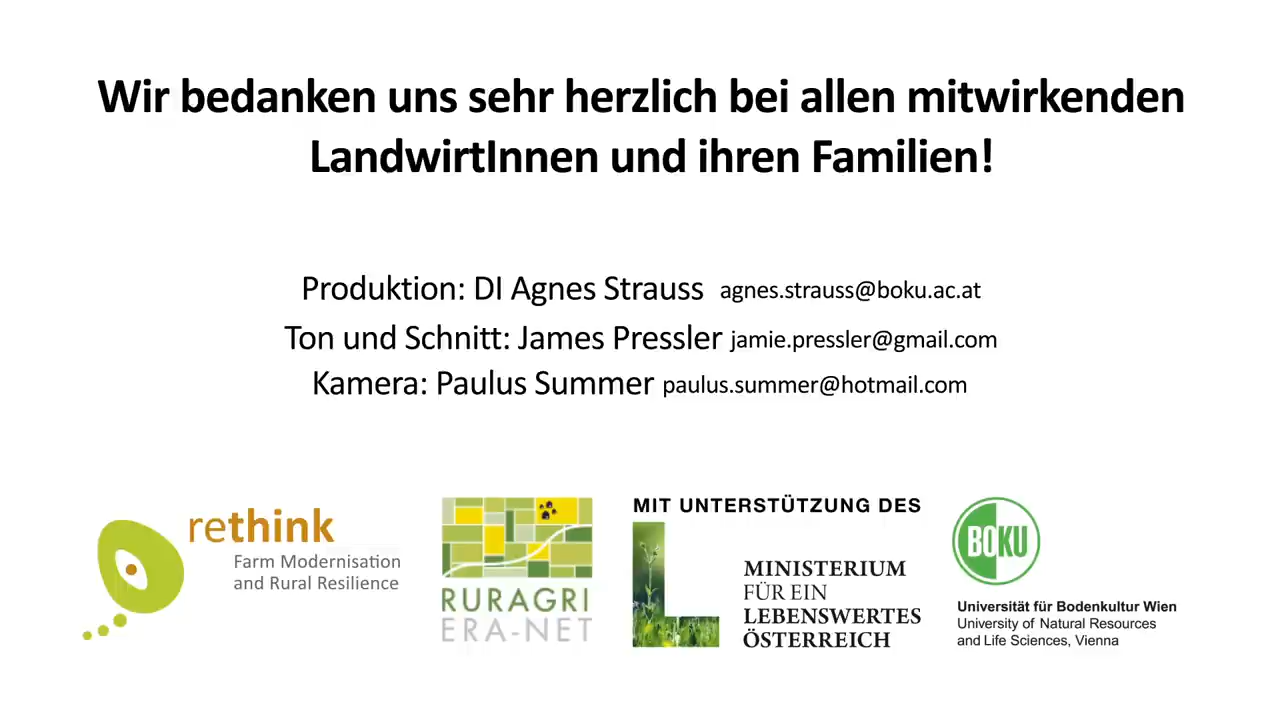 Wir bedanken uns sehr herzlich bei allen mitwirkenden
LandwirtInnen und ihren Familien!
Produktion: DI Agnes Strauss agnes.strauss@boku.ac.at
Ton und Schnitt: James Pressler jamie.pressler@gmail.com
Kamera: Paulus Summer paulus.summer@hotmail.com
rethink
Farm Modernisation
and Rural Resilience
RURAGRI
ERA-NET
MIT UNTERSTÜTZUNG DES
MINISTERIUM
FÜR EIN
LEBENSWERTES
ÖSTERREICH
BOKU
Universität für Bodenkultur Wien
University of Natural Resources
and Life Sciences, Vienna